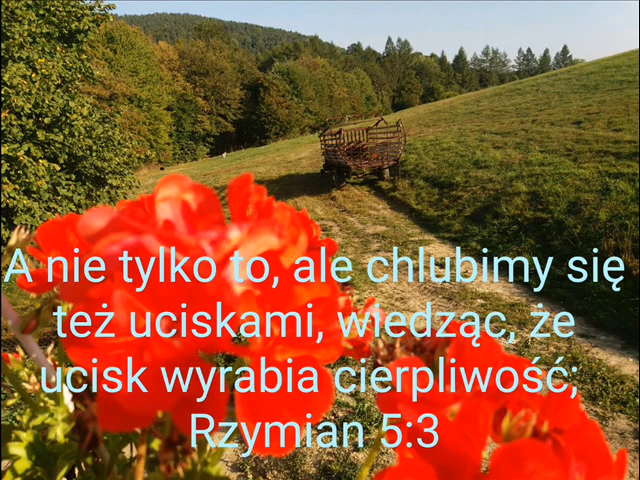 A nie tylko to, ale chlubimy się
też uciskami, wiedząc, że
ucisk wyrabia cierpliwość;
Rzymian 5:3